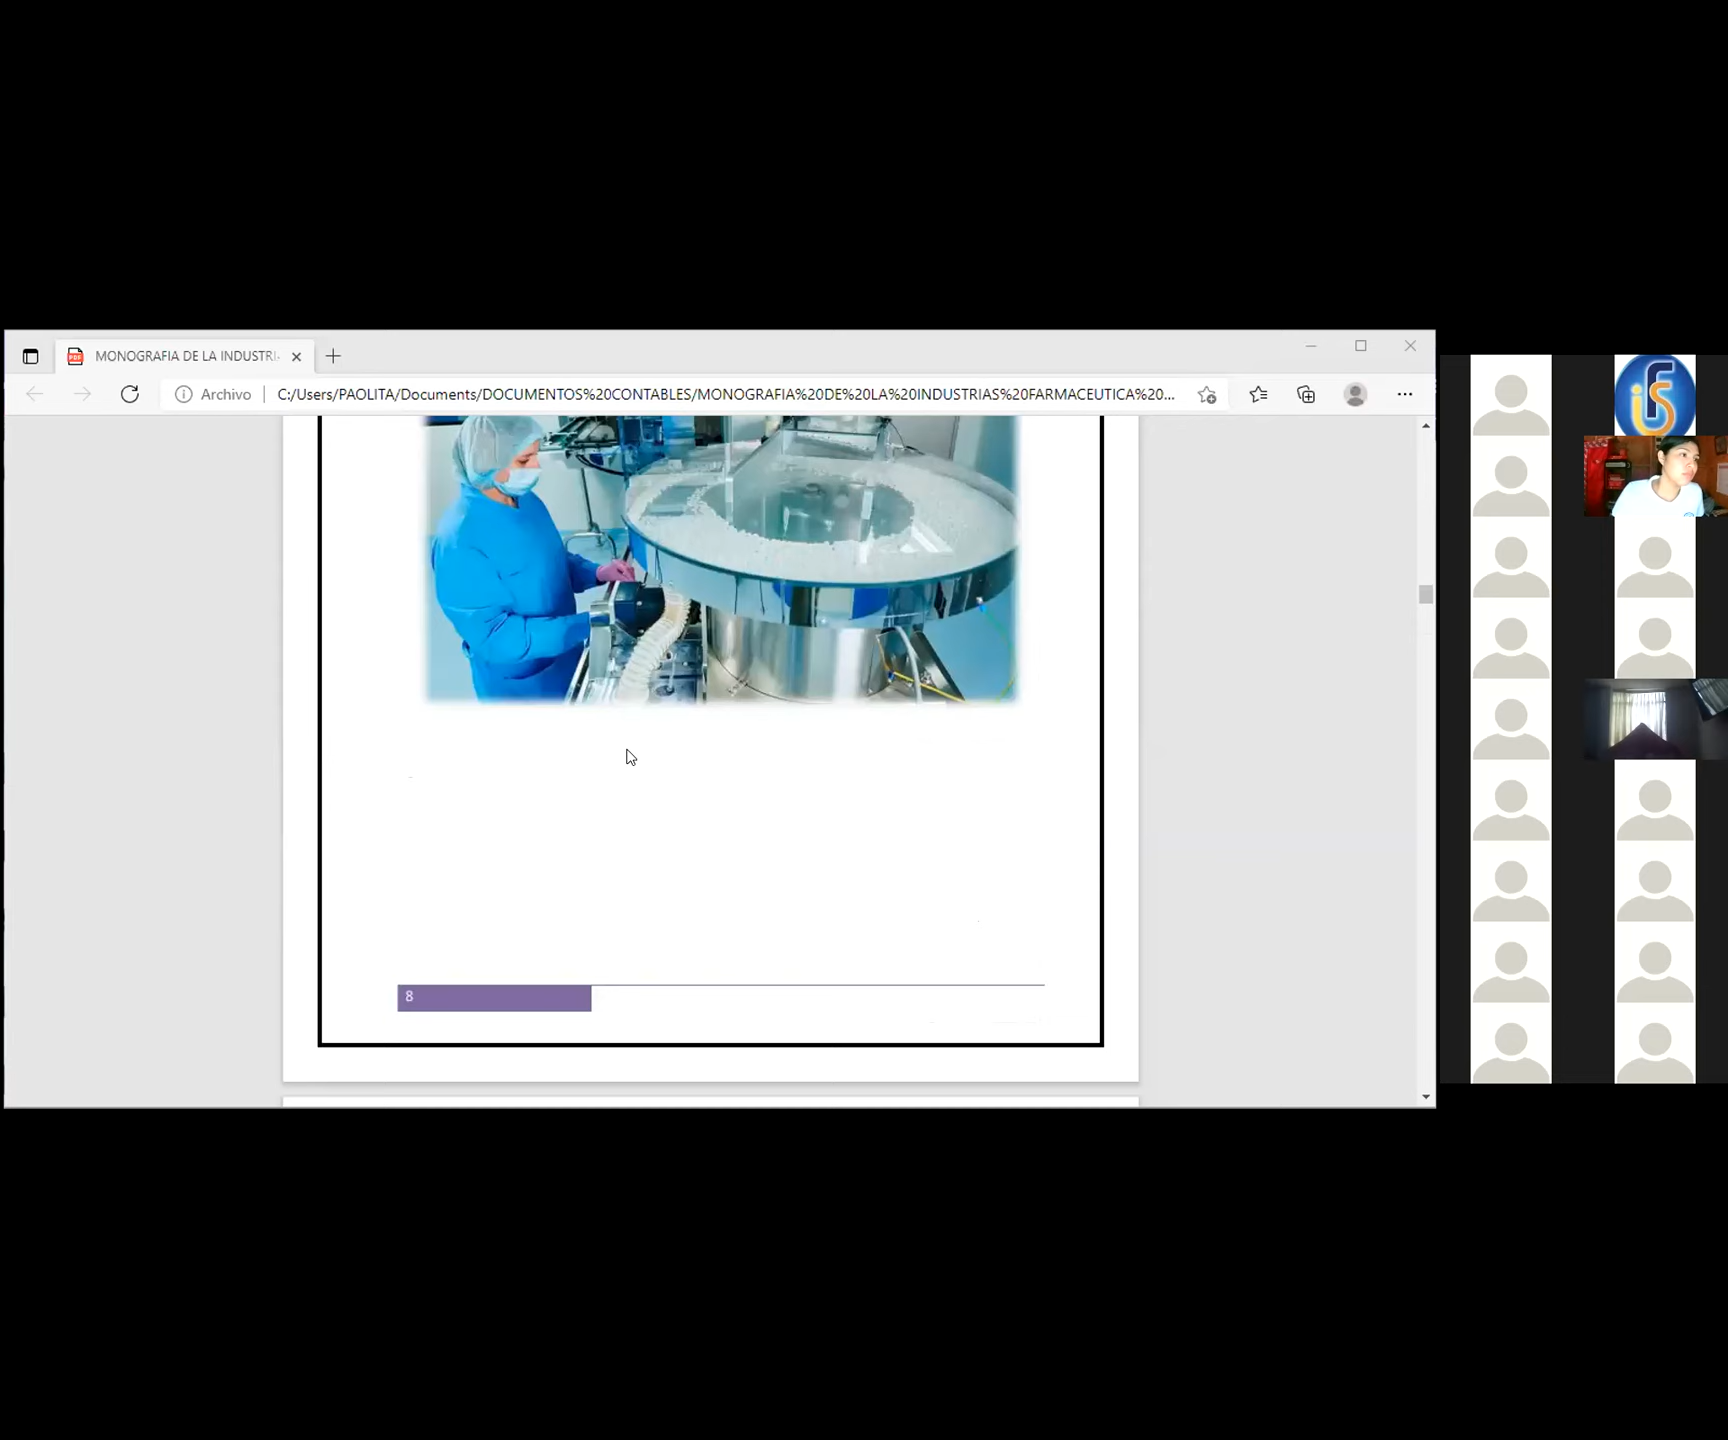 MONOGRAFIA DE LA INDUSTRI
Archivo
C:/Users/PAOLITA/Documents/DOCUMENTOS%20CONTABLES/MONOGRAFIA%20DE%20LA%20INDUSTRIAS%20FARMACEUTICA%20...
8